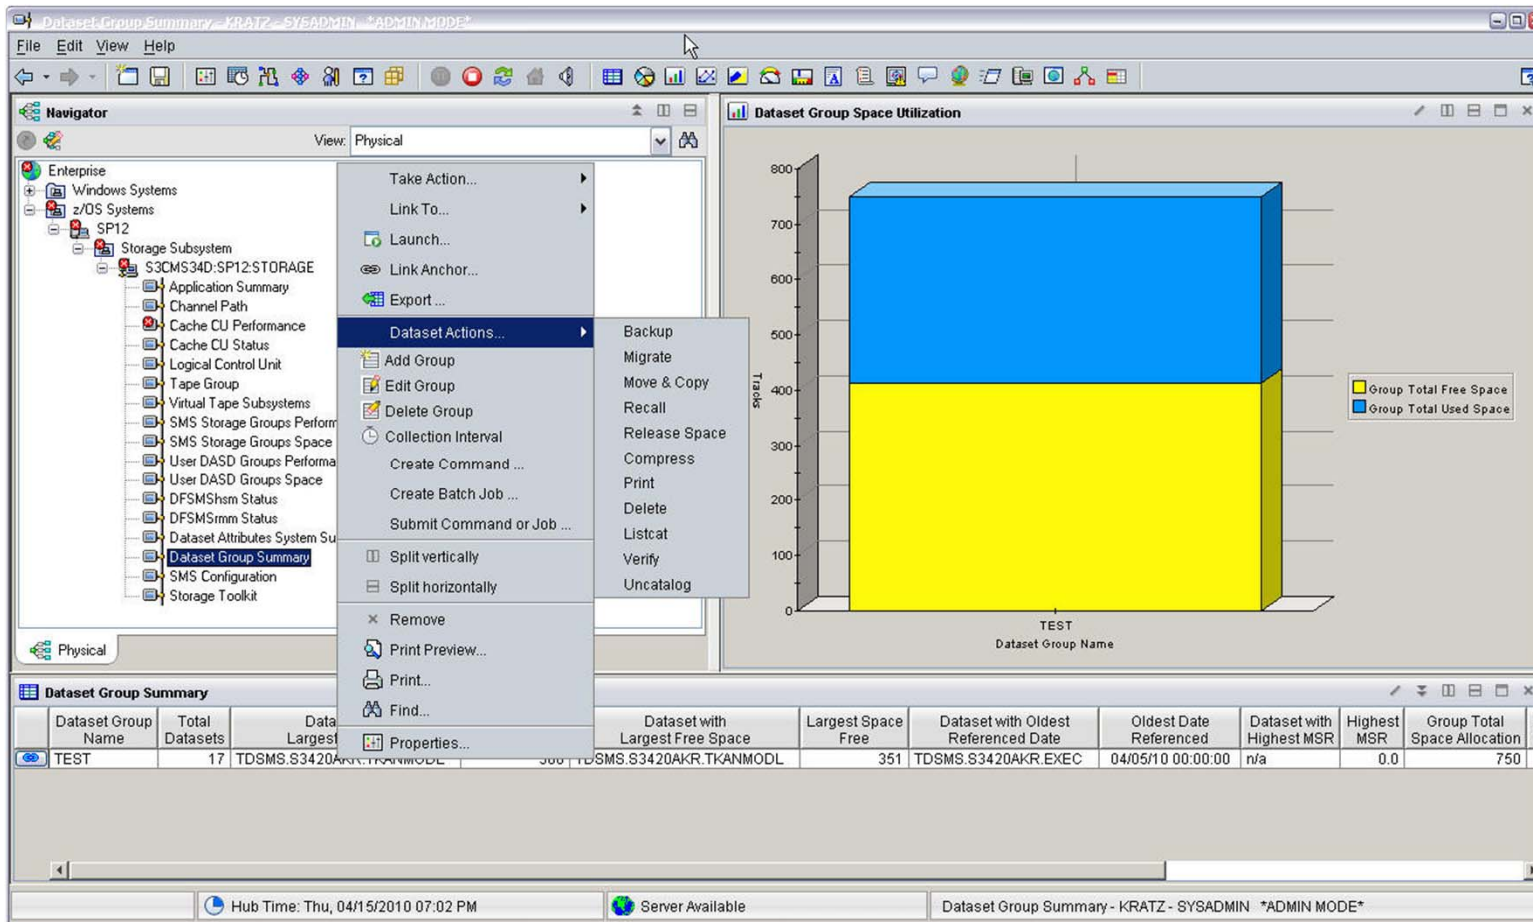 Dataset Group Summary - KRATZ - SYSADMIN *ADMIN MODE*
File Edit View Help
Navigator
View: Physical
Enterprise
Windows Systems
z/OS Systems
SP12
Storage Subsystem
S3CMS34D:SP12:STORAGE
Application Summary
Channel Path
Cache CU Performance
Cache CU Status
Logical Control Unit
Tape Group
Virtual Tape Subsystems
SMS Storage Groups Perform
SMS Storage Groups Space
User DASD Groups Performa
User DASD Groups Space
DFSMShsm Status
DFSMSrmm Status
Dataset Attributes System Su
Dataset Group Summary
SMS Configuration
Storage Toolkit
Physical
Take Action...
Link To...
Launch...
Link Anchor...
Export ...
Dataset Actions...
Add Group
Edit Group
Delete Group
Collection Interval
Create Command ...
Create Batch Job ...
Submit Command or Job ...
Split vertically
Split horizontally
Remove
Print Preview...
Print...
Find...
Properties...
Backup
Migrate
Move & Copy
Recall
Release Space
Compress
Print
Delete
Listcat
Verify
Uncatalog
Dataset Group Space Utilization
800
700
600
500
400
300
200
100
0
Tracks
TEST
Dataset Group Name
Group Total Free Space
Group Total Used Space
Dataset Group Summary
Dataset Group Total Data Dataset with Largest Space Dataset with Oldest Oldest Date Dataset with Highest Group Total
Name Datasets Largest Largest Free Space Free Referenced Date Referenced Highest MSR MSR Space Allocation
TEST 17 TDSMS.S3420AKR.TKANMODL TDSMS.S3420AKR.TKANMODL 351 TDSMS.S3420AKR.EXEC 04/05/10 00:00:00 n/a 0.0 750
Hub Time: Thu, 04/15/2010 07:02 PM Server Available Dataset Group Summary - KRATZ - SYSADMIN *ADMIN MODE*